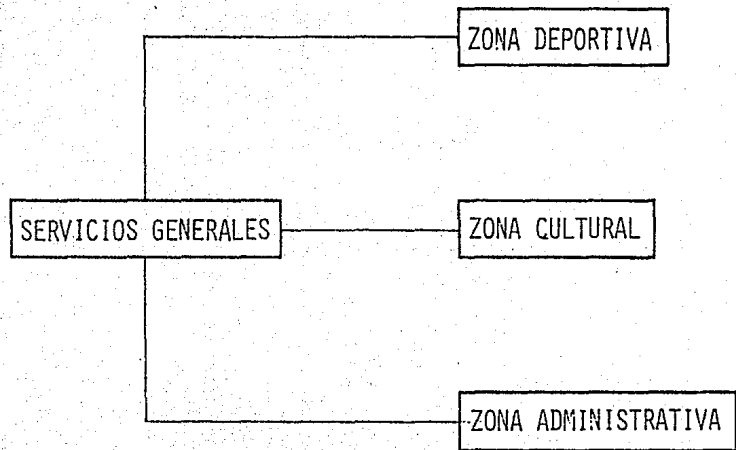 ZONA DEPORTIVA
SERVICIOS GENERALES
ZONA CULTURAL
ZONA ADMINISTRATIVA